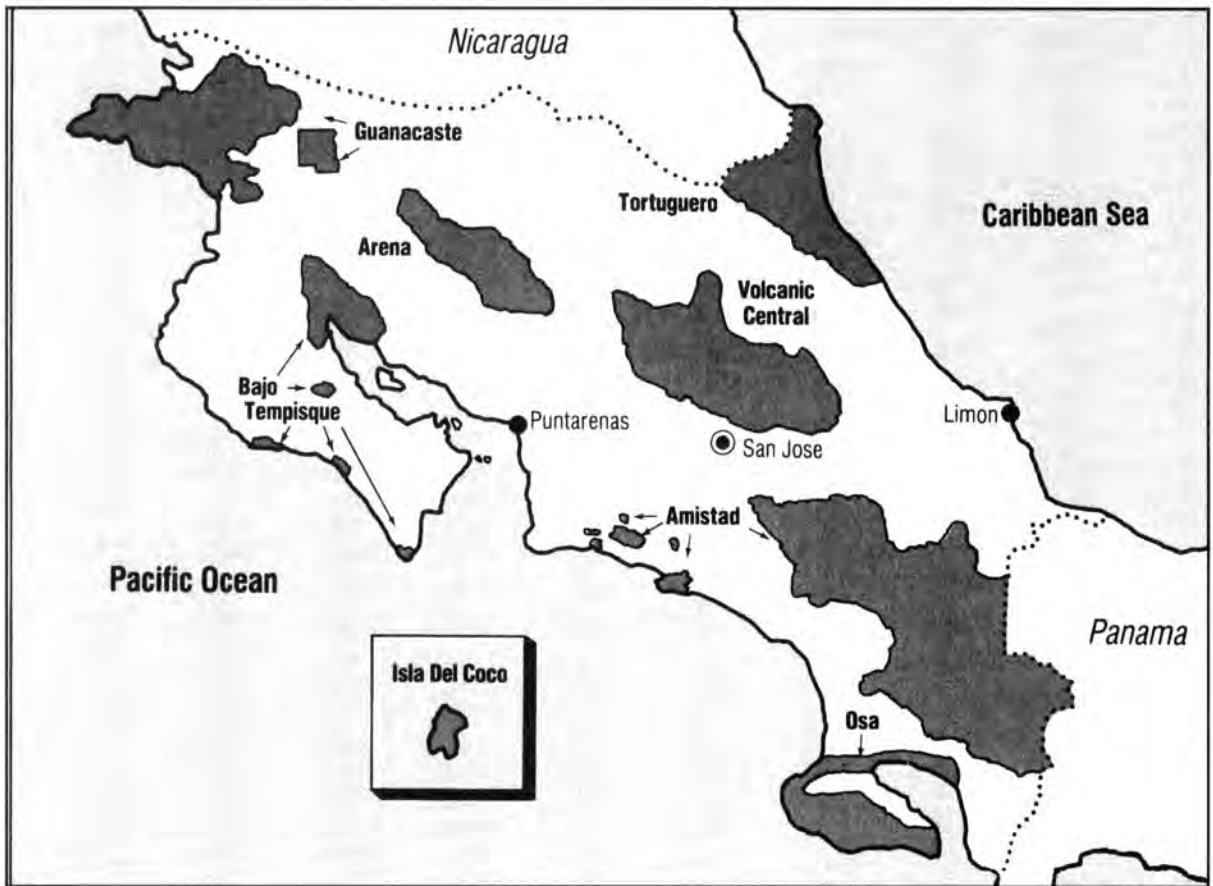 Nicaragua
Guanacaste
Tortuguero
Caribbean Sea
Arena
Volcanic
Central
Bajo
Tempisque
Puntarenas
Limon
San Jose
Amistad
Pacific Ocean
Panama
Isla Del Coco
Osa